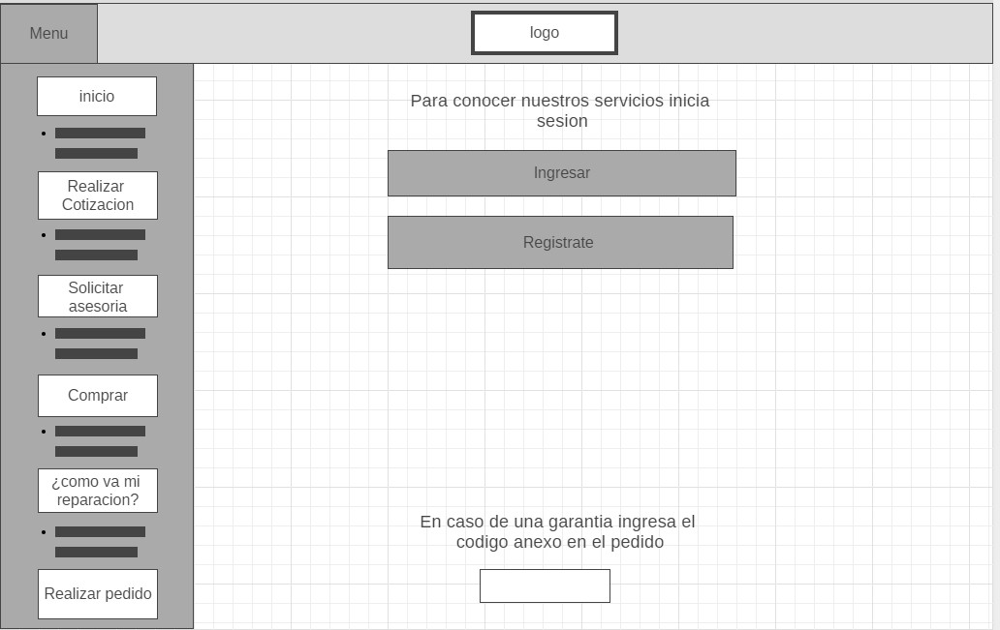 Menu
logo
inicio
Realizar
Cotizacion
Solicitar
asesoria
Comprar
¿como va mi
reparacion?
Realizar pedido
Para conocer nuestros servicios inicia
sesion
Ingresar
Registrate
En caso de una garantia ingresa el
codigo anexo en el pedido